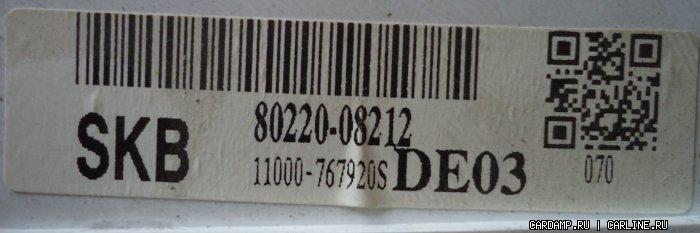 SKB
80220-08212
11000-767920S DE03
070
CARDAMP.RU | CARLINE.RU